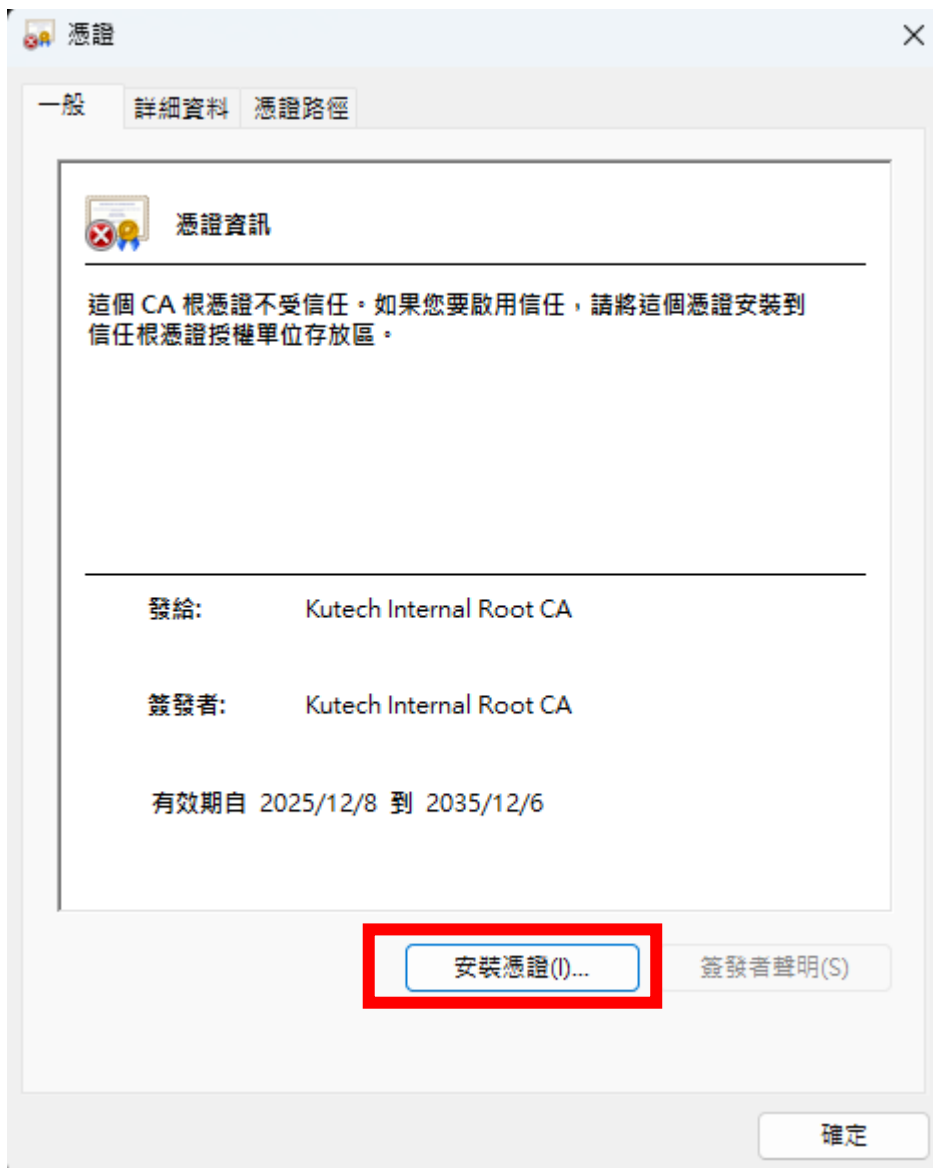 憑證
一般
詳細資料
憑證路徑
憑證資訊
這個 CA 根憑證不受信任。如果您要啟用信任，請將這個憑證安裝到
信任根憑證授權單位存放區。
發給: Kutech Internal Root CA
簽發者: Kutech Internal Root CA
有效期自 2025/12/8 到 2035/12/6
安裝憑證(I)...
簽發者聲明(S)
確定